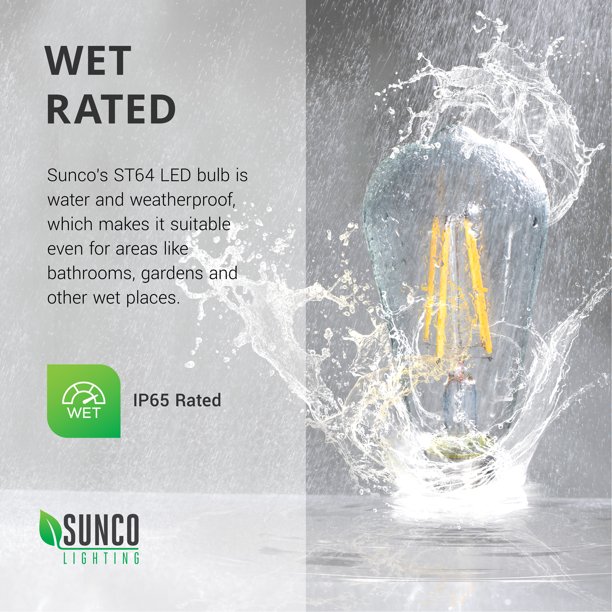 WET
RATED
Sunco's ST64 LED bulb is
water and weatherproof,
which makes it suitable
even for areas like
bathrooms, gardens and
other wet places.
WET
IP65 Rated
SUNCO
LIGHTING